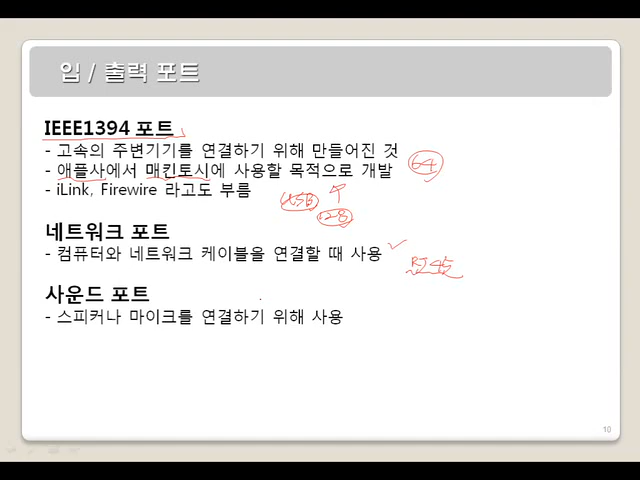 입 / 출력 포트
IEEE1394 포트
- 고속의 주변기기를 연결하기 위해 만들어진 것
- 애플사에서 매킨토시에 사용할 목적으로 개발
64
- iLink, Firewire 라고도 부름
USB
128
네트워크 포트
- 컴퓨터와 네트워크 케이블을 연결할 때 사용
RJ45
사운드 포트
- 스피커나 마이크를 연결하기 위해 사용
10